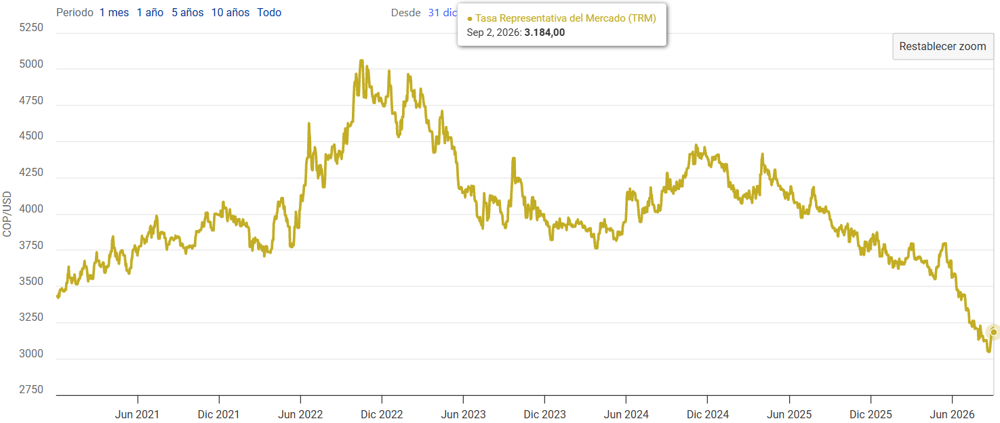 Periodo 1 mes 1 año 5 años 10 años Todo
Desde 31 dic
● Tasa Representativa del Mercado (TRM)
Sep 2, 2026: 3.184,00
Restablecer zoom
COP/USD
5250
5000
4750
4500
4250
4000
3750
3500
3250
3000
2750
Jun 2021
Dic 2021
Jun 2022
Dic 2022
Jun 2023
Dic 2023
Jun 2024
Dic 2024
Jun 2025
Dic 2025
Jun 2026